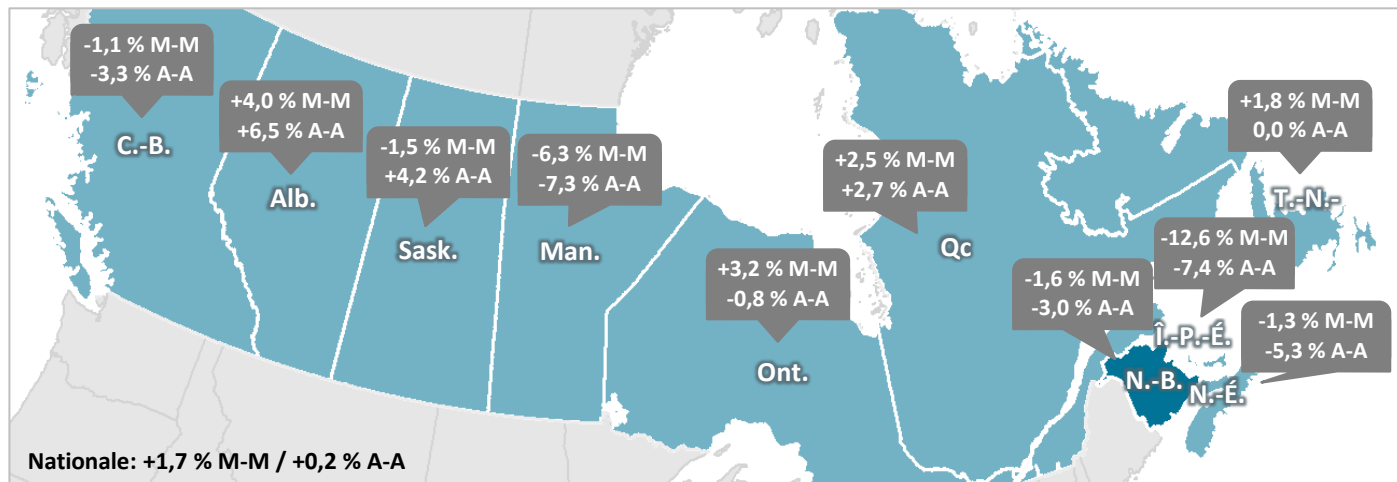 -1,1 % M-M
-3,3 % A-A
C.-B.
+4,0 % M-M
+6,5 % A-A
Alb.
-1,5 % M-M
+4,2 % A-A
Sask.
-6,3 % M-M
-7,3 % A-A
Man.
+3,2 % M-M
-0,8 % A-A
Ont.
+2,5 % M-M
+2,7 % A-A
Qc
+1,8 % M-M
0,0 % A-A
T.-N.-
-12,6 % M-M
-7,4 % A-A
Î.-P.-É.
-1,6 % M-M
-3,0 % A-A
N.-B.
-1,3 % M-M
-5,3 % A-A
N.-É.
Nationale: +1,7 % M-M / +0,2 % A-A